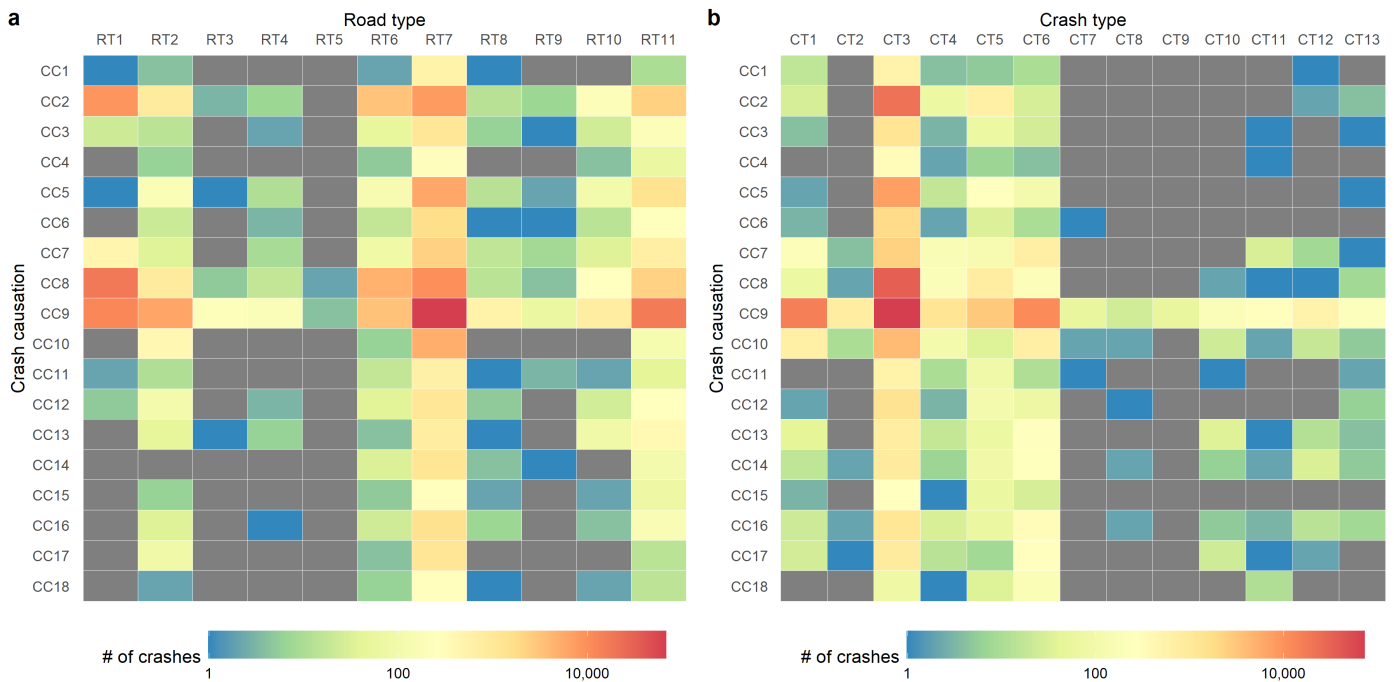 a
Road type
RT1 RT2 RT3 RT4 RT5 RT6 RT7 RT8 RT9 RT10 RT11
Crash causation
CC1
CC2
CC3
CC4
CC5
CC6
CC7
CC8
CC9
CC10
CC11
CC12
CC13
CC14
CC15
CC16
CC17
CC18
# of crashes
1 100 10,000
b
Crash type
CT1 CT2 CT3 CT4 CT5 CT6 CT7 CT8 CT9 CT10 CT11 CT12 CT13
Crash causation
CC1
CC2
CC3
CC4
CC5
CC6
CC7
CC8
CC9
CC10
CC11
CC12
CC13
CC14
CC15
CC16
CC17
CC18
# of crashes
1 100 10,000